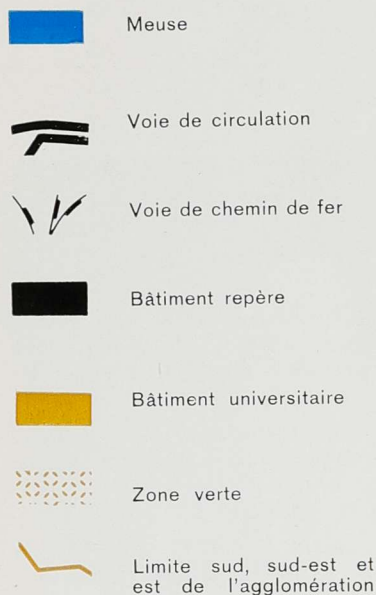 Meuse
Voie de circulation
Voie de chemin de fer
Bâtiment repère
Bâtiment universitaire
Zone verte
Limite sud, sud-est et
est de l'agglomération